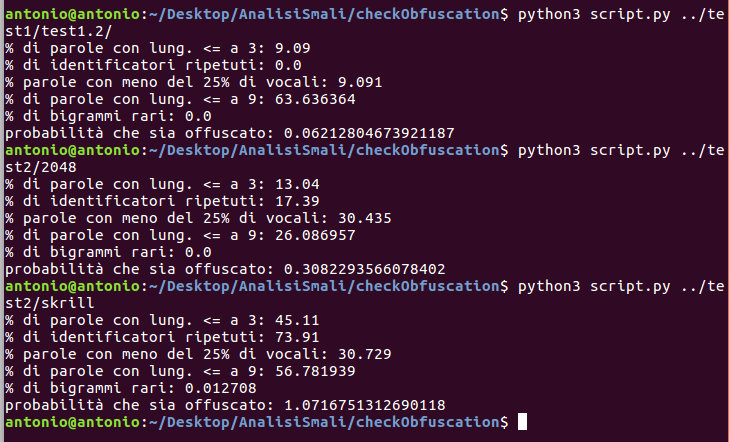 antonio@antonio:~/Desktop/AnalisiSmali/checkObfuscation$ python3 script.py ../te
st1/test1.2/
% di parole con lung. <= a 3: 9.09
% di identificatori ripetuti: 0.0
% parole con meno del 25% di vocali: 9.091
% di parole con lung. <= a 9: 63.636364
% di bigrammi rari: 0.0
probabilità che sia offuscato: 0.06212804673921187
antonio@antonio:~/Desktop/AnalisiSmali/checkObfuscation$ python3 script.py ../te
st2/2048
% di parole con lung. <= a 3: 13.04
% di identificatori ripetuti: 17.39
% parole con meno del 25% di vocali: 30.435
% di parole con lung. <= a 9: 26.086957
% di bigrammi rari: 0.0
probabilità che sia offuscato: 0.3082293566078402
antonio@antonio:~/Desktop/AnalisiSmali/checkObfuscation$ python3 script.py ../te
st2/skrill
% di parole con lung. <= a 3: 45.11
% di identificatori ripetuti: 73.91
% parole con meno del 25% di vocali: 30.729
% di parole con lung. <= a 9: 56.781939
% di bigrammi rari: 0.012708
probabilità che sia offuscato: 1.0716751312690118
antonio@antonio:~/Desktop/AnalisiSmali/checkObfuscation$